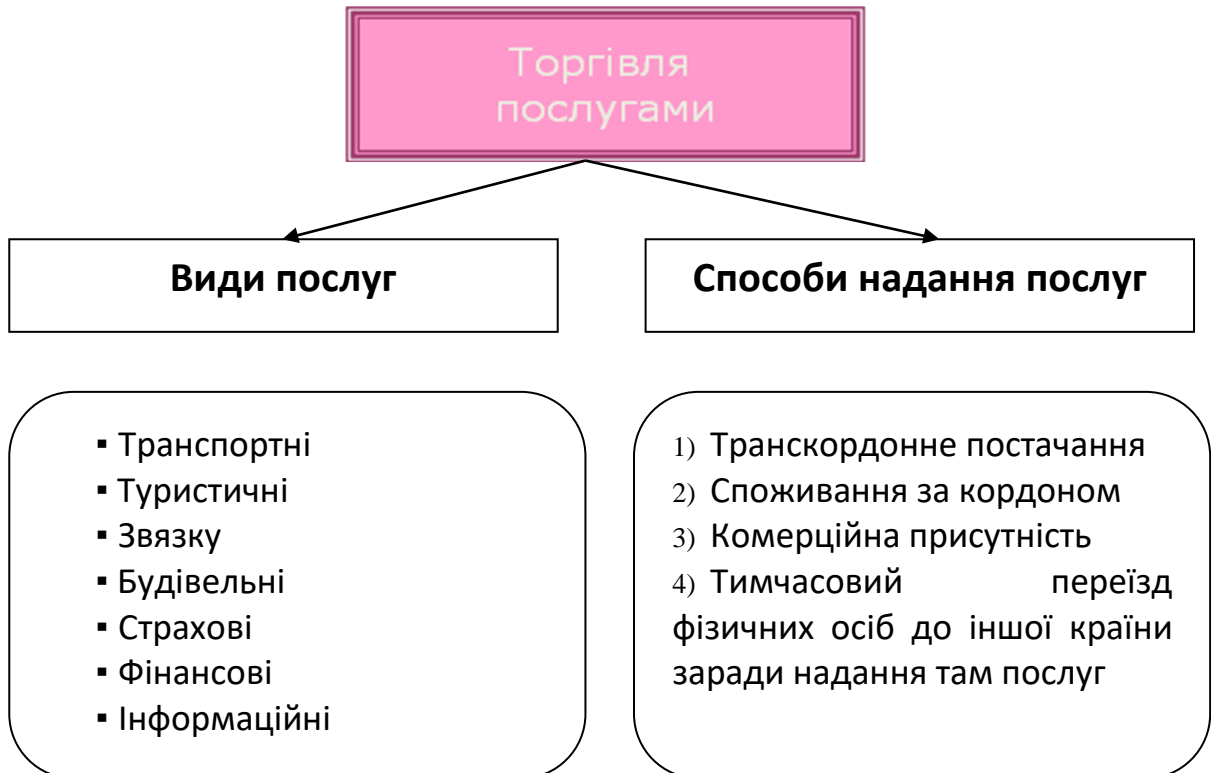 Торгівля
послугами
Види послуг
Способи надання послуг
▪ Транспортні
▪ Туристичні
▪ Звязку
▪ Будівельні
▪ Страхові
▪ Фінансові
▪ Інформаційні
1) Транскордонне постачання
2) Споживання за кордоном
3) Комерційна присутність
4) Тимчасовий переїзд
фізичних осіб до іншої країни
заради надання там послуг